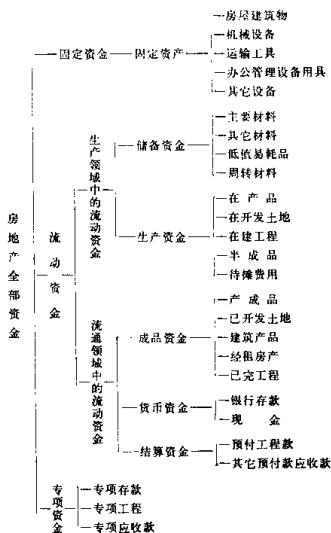 房屋建筑物
机械设备
固定资金 固定资产 运输工具
办公管理设备用具
其它设备
主要材料
储备资金 其它材料
低值易耗品
周转材料
生产领域中的流动资金
在产品
在开发土地
生产资金 在建工程
半成品
待摊费用
房地产全部资金
流动资金
产成品
已开发土地
成品资金 建筑产品
经租房产
已完工程
流通领域中的流动资金
货币资金 银行存款
现金
结算资金 预付工程款
其它预付款应收款
专项资金
专项存款
专项工程
专项应收款